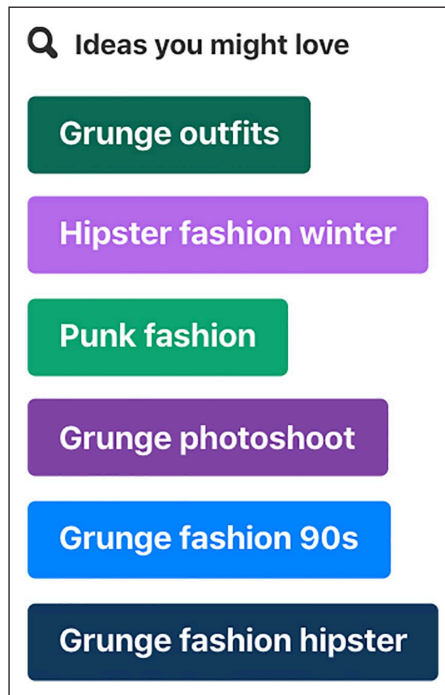 Ideas you might love
Grunge outfits
Hipster fashion winter
Punk fashion
Grunge photoshoot
Grunge fashion 90s
Grunge fashion hipster